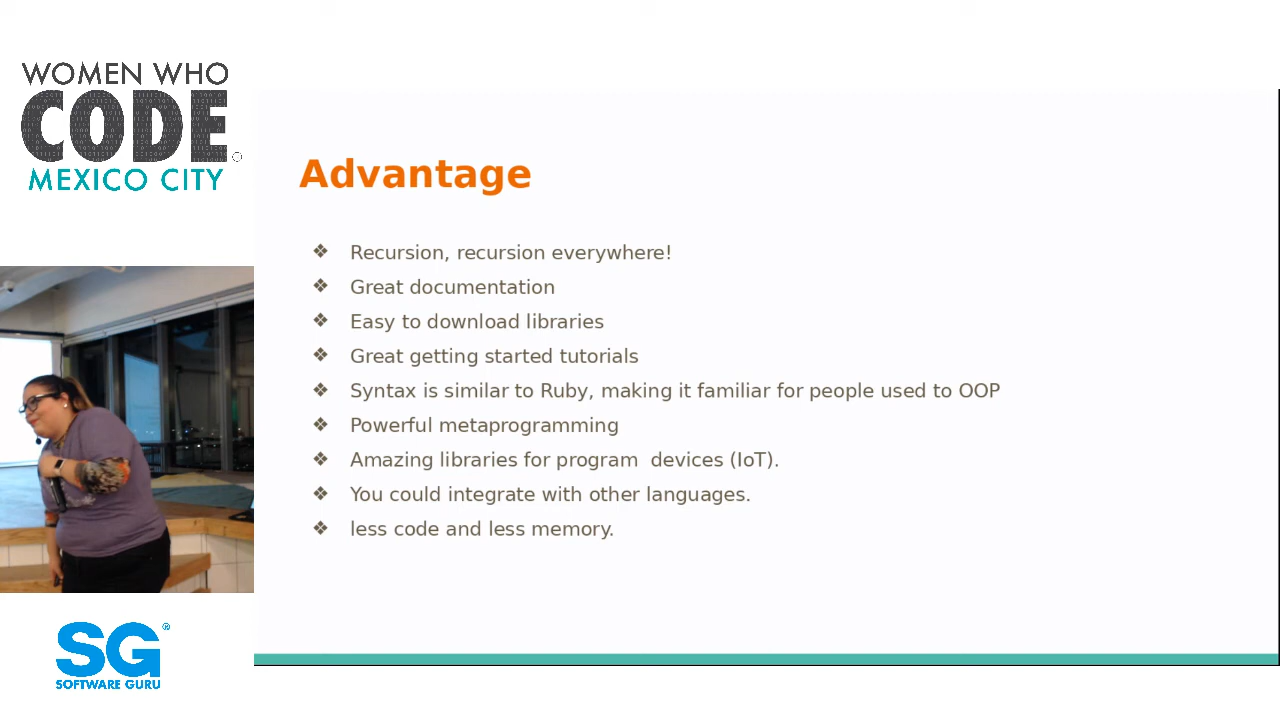 WOMEN WHO
CODE
MEXICO CITY
Advantage
❖ Recursion, recursion everywhere!
❖ Great documentation
❖ Easy to download libraries
❖ Great getting started tutorials
❖ Syntax is similar to Ruby, making it familiar for people used to OOP
❖ Powerful metaprogramming
❖ Amazing libraries for program  devices (IoT).
❖ You could integrate with other languages.
❖ less code and less memory.
SG®
SOFTWARE GURU